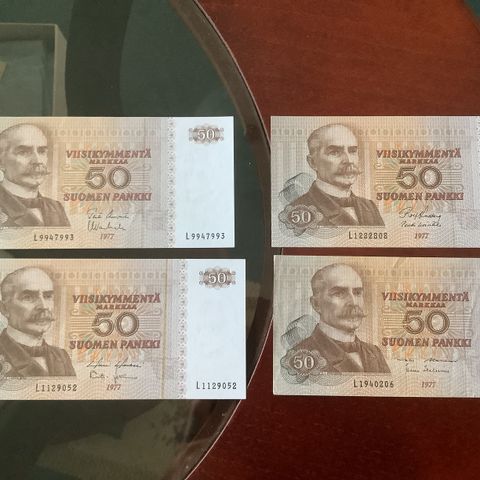 50
VIISIKYMMENTÄ
MARKKAA
50
SUOMEN PANKKI
L9947993
1977
L9947993
VIISIKYMMENTÄ
MARKKAA
50
SUOMEN PANKKI
50
L1282808
1977
50
VIISIKYMMENTÄ
MARKKAA
50
SUOMEN PANKKI
L1129052
1977
L1129052
VIISIKYMMENTÄ
MARKKAA
50
SUOMEN PANKKI
50
L1940206
1977